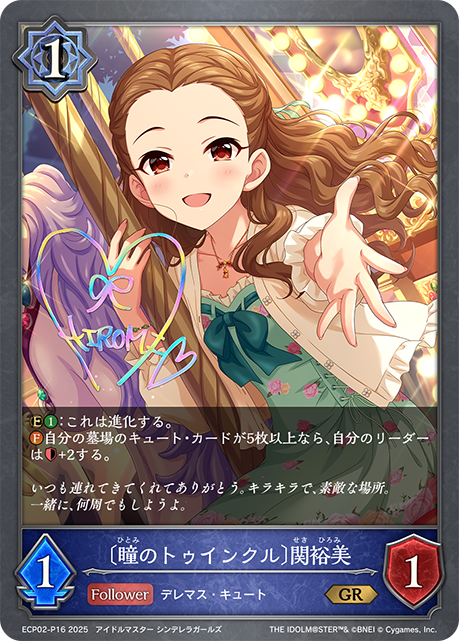 1
HIROMI
E 1：これは進化する。
F 自分の墓場のキュート・カードが5枚以上なら、自分のリーダー
は+2する。
いつも連れてきてくれてありがとう。キラキラで、素敵な場所。
一緒に、何周でもしようよ。
ひとみ せき ひろみ
〔瞳のトゥインクル〕関裕美
1 Follower デレマス・キュート GR 1
ECP02-P16 2025 アイドルマスター シンデレラガールズ THE IDOLM@STER™& ©BNEI © Cygames, Inc.